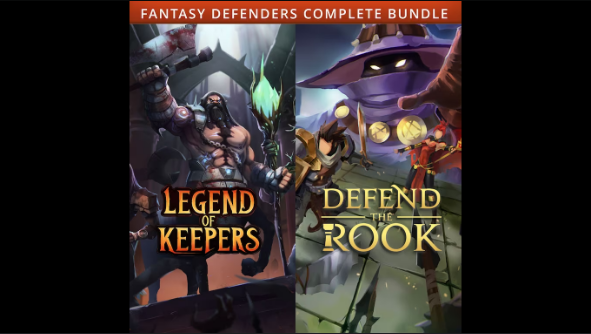 FANTASY DEFENDERS COMPLETE BUNDLE
LEGEND
OF
KEEPERS
DEFEND
THE
ROOK